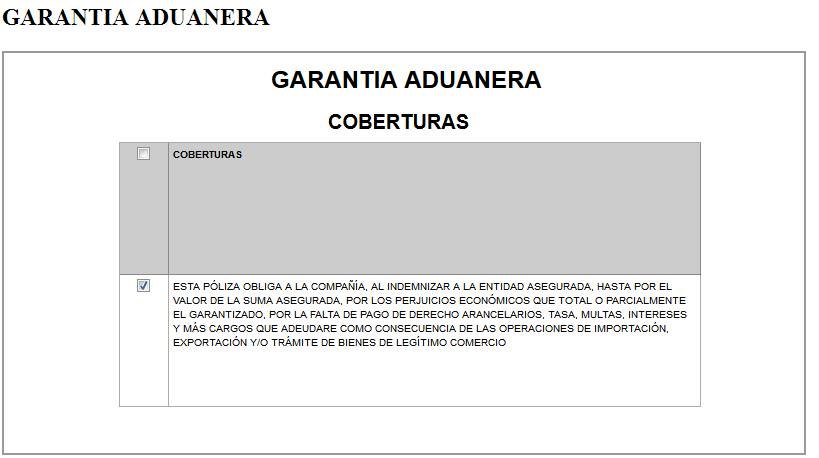 GARANTIA ADUANERA
GARANTIA ADUANERA
COBERTURAS
COBERTURAS
ESTA PÓLIZA OBLIGA A LA COMPAÑÍA, AL INDEMNIZAR A LA ENTIDAD ASEGURADA, HASTA POR EL
VALOR DE LA SUMA ASEGURADA, POR LOS PERJUICIOS ECONÓMICOS QUE TOTAL O PARCIALMENTE
EL GARANTIZADO, POR LA FALTA DE PAGO DE DERECHO ARANCELARIOS, TASA, MULTAS, INTERESES
Y MÁS CARGOS QUE ADEUDARE COMO CONSECUENCIA DE LAS OPERACIONES DE IMPORTACIÓN,
EXPORTACIÓN Y/O TRÁMITE DE BIENES DE LEGÍTIMO COMERCIO